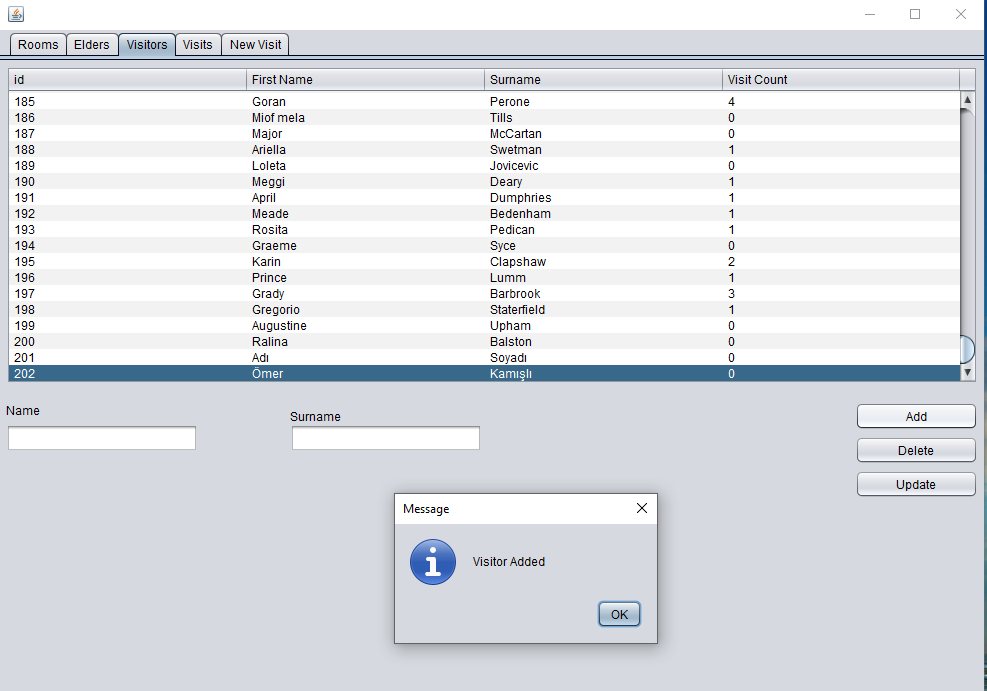 Rooms Elders Visitors Visits New Visit
id First Name Surname Visit Count
185 Goran Perone 4
186 Miof mela Tills 0
187 Major McCartan 0
188 Ariella Swetman 1
189 Loleta Jovicevic 0
190 Meggi Deary 1
191 April Dumphries 1
192 Meade Bedenham 1
193 Rosita Pedican 1
194 Graeme Syce 0
195 Karin Clapshaw 2
196 Prince Lumm 1
197 Grady Barbrook 3
198 Gregorio Staterfield 1
199 Augustine Upham 0
200 Ralina Balston 0
201 Adı Soyadı 0
202 Ömer Kamışlı 0
Name Surname Add
Delete
Update
Message
Visitor Added
OK